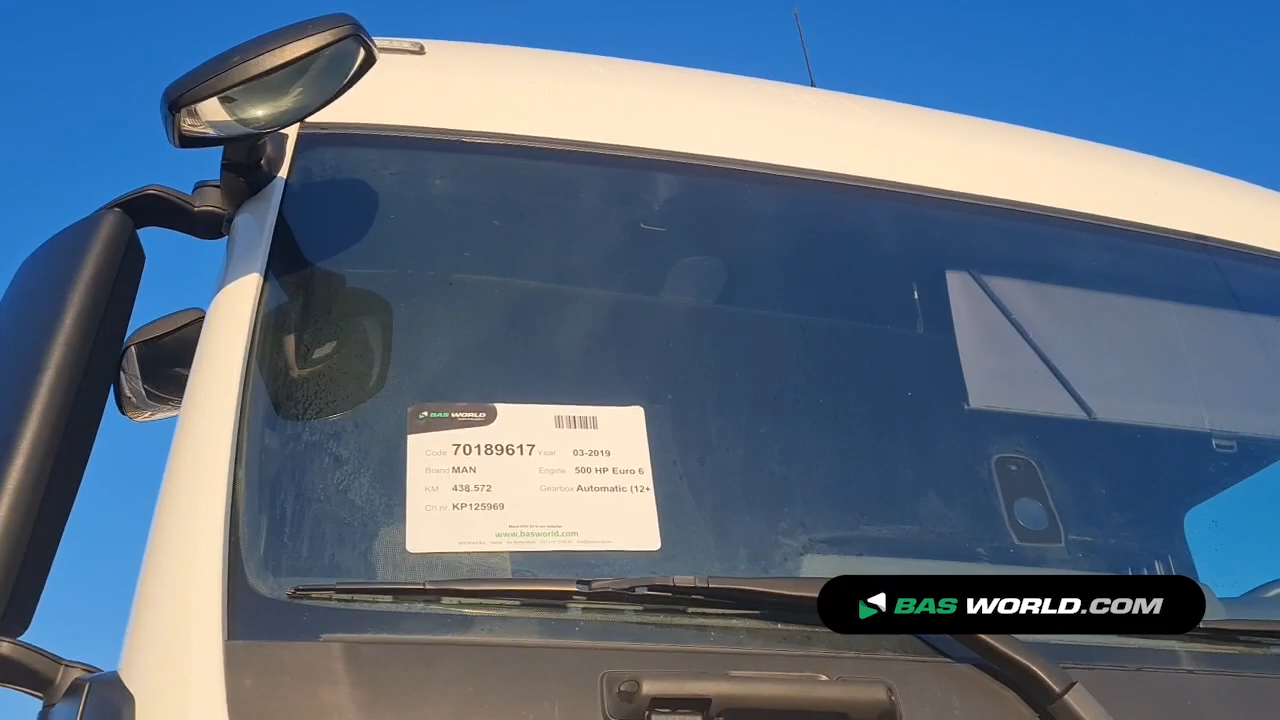 BAS WORLD
Code 70189617 Year 03-2019
Brand MAN Engine 500 HP Euro 6
KM 438.572 Gearbox Automatic (12+
Ch.nr. KP125969
www.basworld.com
BAS WORLD.COM